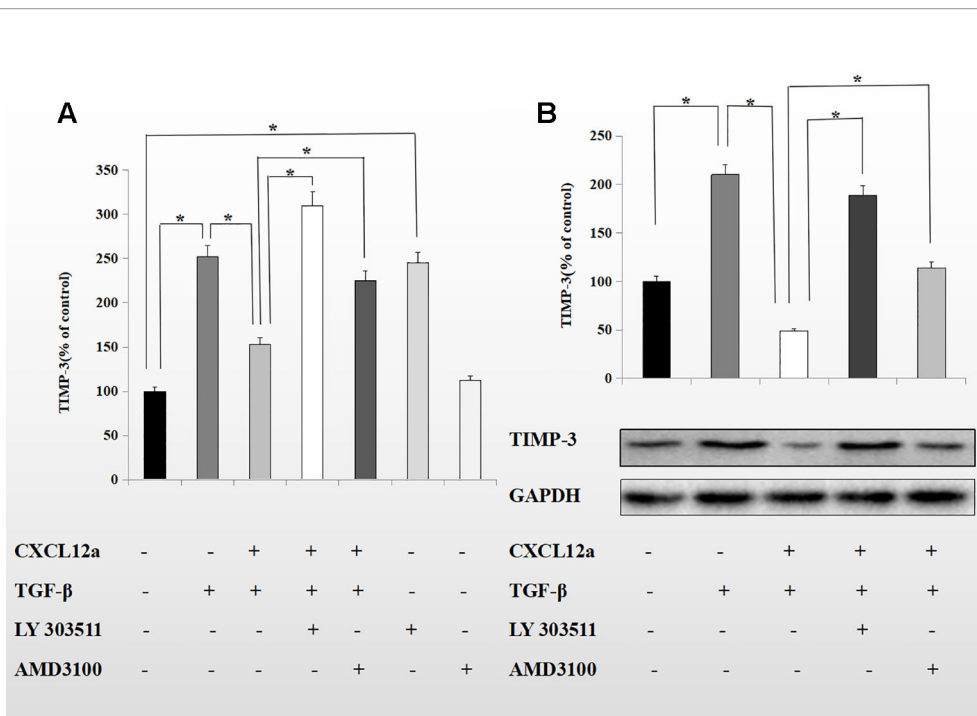 A
B
*
*
*
*
*
350
300
250
200
150
100
50
0
TIMP-3(% of control)
*
*
*
*
250
200
150
100
50
0
TIMP-3(% of control)
TIMP-3
GAPDH
CXCL12a - - + + + - -
TGF-β - + + + + - -
LY 303511 - - - + - + -
AMD3100 - - - - + - +
CXCL12a - - + + +
TGF-β - + + + +
LY 303511 - - - + -
AMD3100 - - - - +